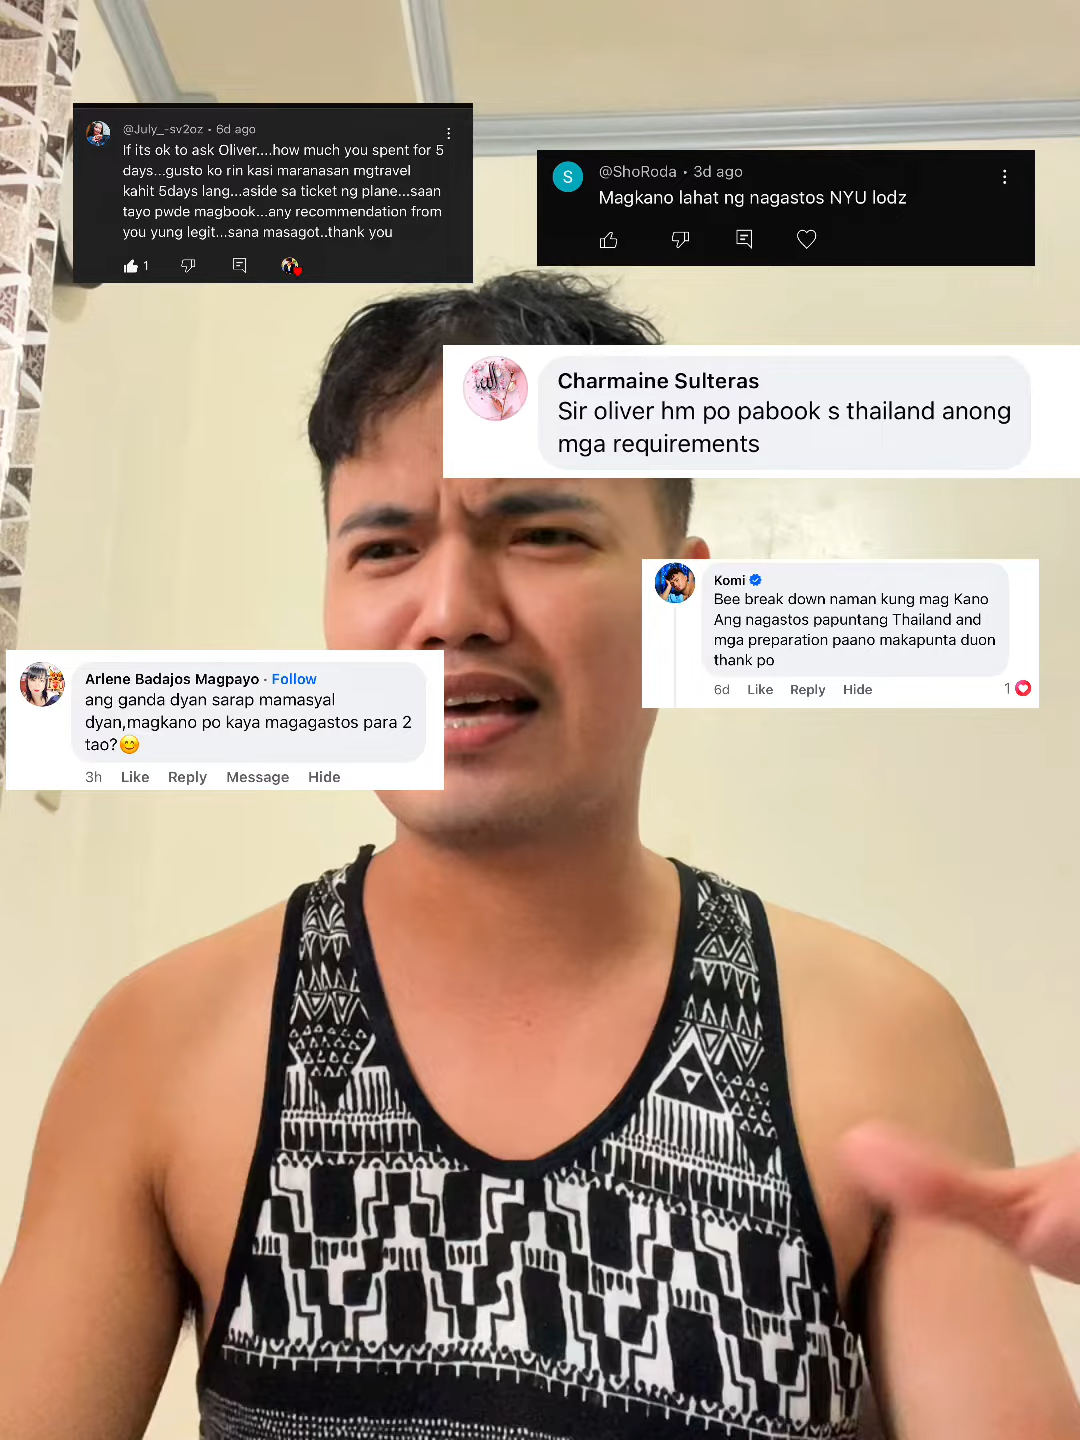 @July_-sv2oz • 6d ago
If its ok to ask Oliver....how much you spent for 5
days...gusto ko rin kasi maranasan mgtravel
kahit 5days lang...aside sa ticket ng plane...saan
tayo pwde magbook...any recommendation from
you yung legit...sana masagot..thank you
1
S
@ShoRoda • 3d ago
Magkano lahat ng nagastos NYU lodz
Charmaine Sulteras
Sir oliver hm po pabook s thailand anong
mga requirements
Komi
Bee break down naman kung mag Kano
Ang nagastos papuntang Thailand and
mga preparation paano makapunta duon
thank po
6d Like Reply Hide 1
Arlene Badajos Magpayo · Follow
ang ganda dyan sarap mamasyal
dyan,magkano po kaya magagastos para 2
tao?😊
3h Like Reply Message Hide